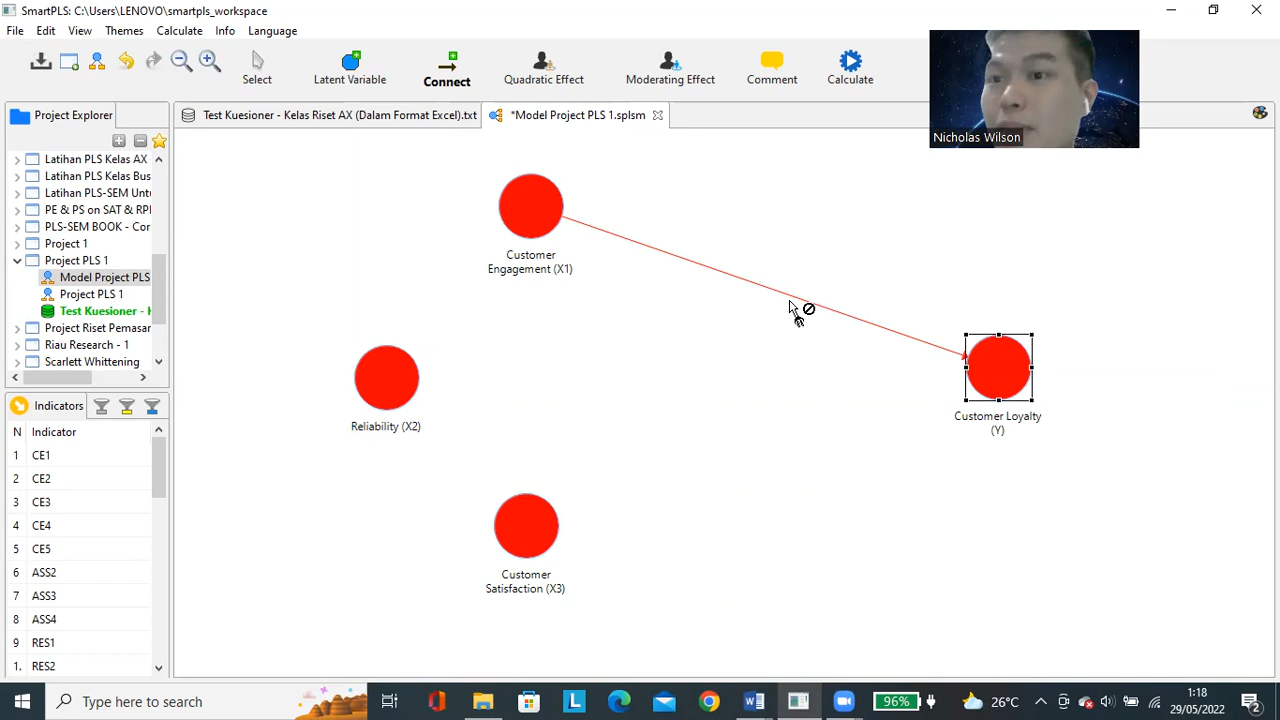 SmartPLS: C:\Users\LENOVO\smartpls_workspace
File Edit View Themes Calculate Info Language
Select Latent Variable Connect Quadratic Effect Moderating Effect Comment Calculate
Nicholas Wilson
Project Explorer
Test Kuesioner - Kelas Riset AX (Dalam Format Excel).txt
*Model Project PLS 1.splsm
Latihan PLS Kelas AX
Latihan PLS Kelas Bus
Latihan PLS-SEM Untu
PE & PS on SAT & RPI
PLS-SEM BOOK - Cor
Project 1
Project PLS 1
Model Project PLS
Project PLS 1
Test Kuesioner - K
Project Riset Pemasar
Riau Research - 1
Scarlett Whittening
Indicators
N Indicator
1 CE1
2 CE2
3 CE3
4 CE4
5 CE5
6 ASS2
7 ASS3
8 ASS4
9 RES1
1. RES2
Customer
Engagement (X1)
Reliability (X2)
Customer
Satisfaction (X3)
Customer Loyalty
(Y)
Type here to search
96%
26°C
1:18
29/05/2022
2